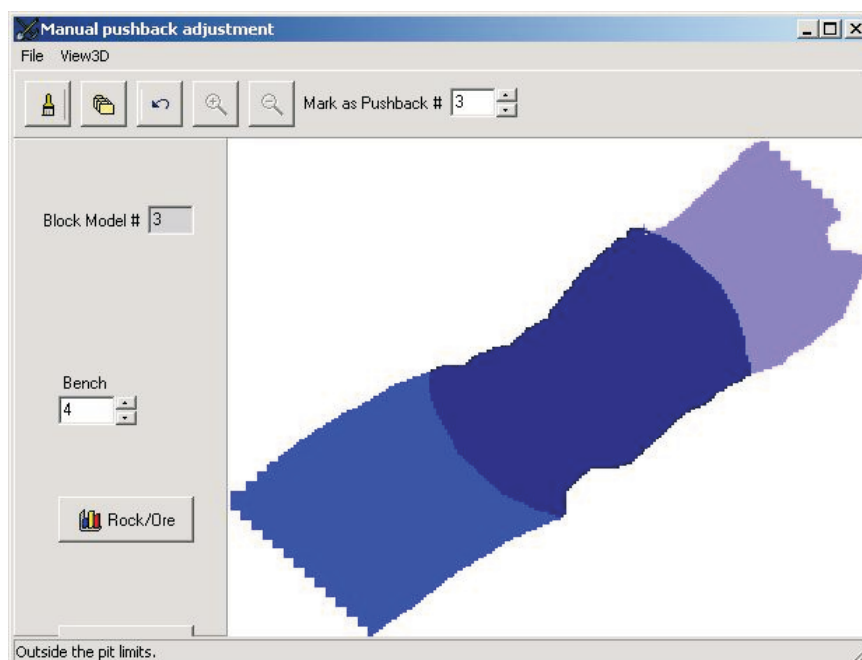 Manual pushback adjustment
File View3D
Mark as Pushback # 3
Block Model # 3
Bench
4
Rock/Ore
Outside the pit limits.